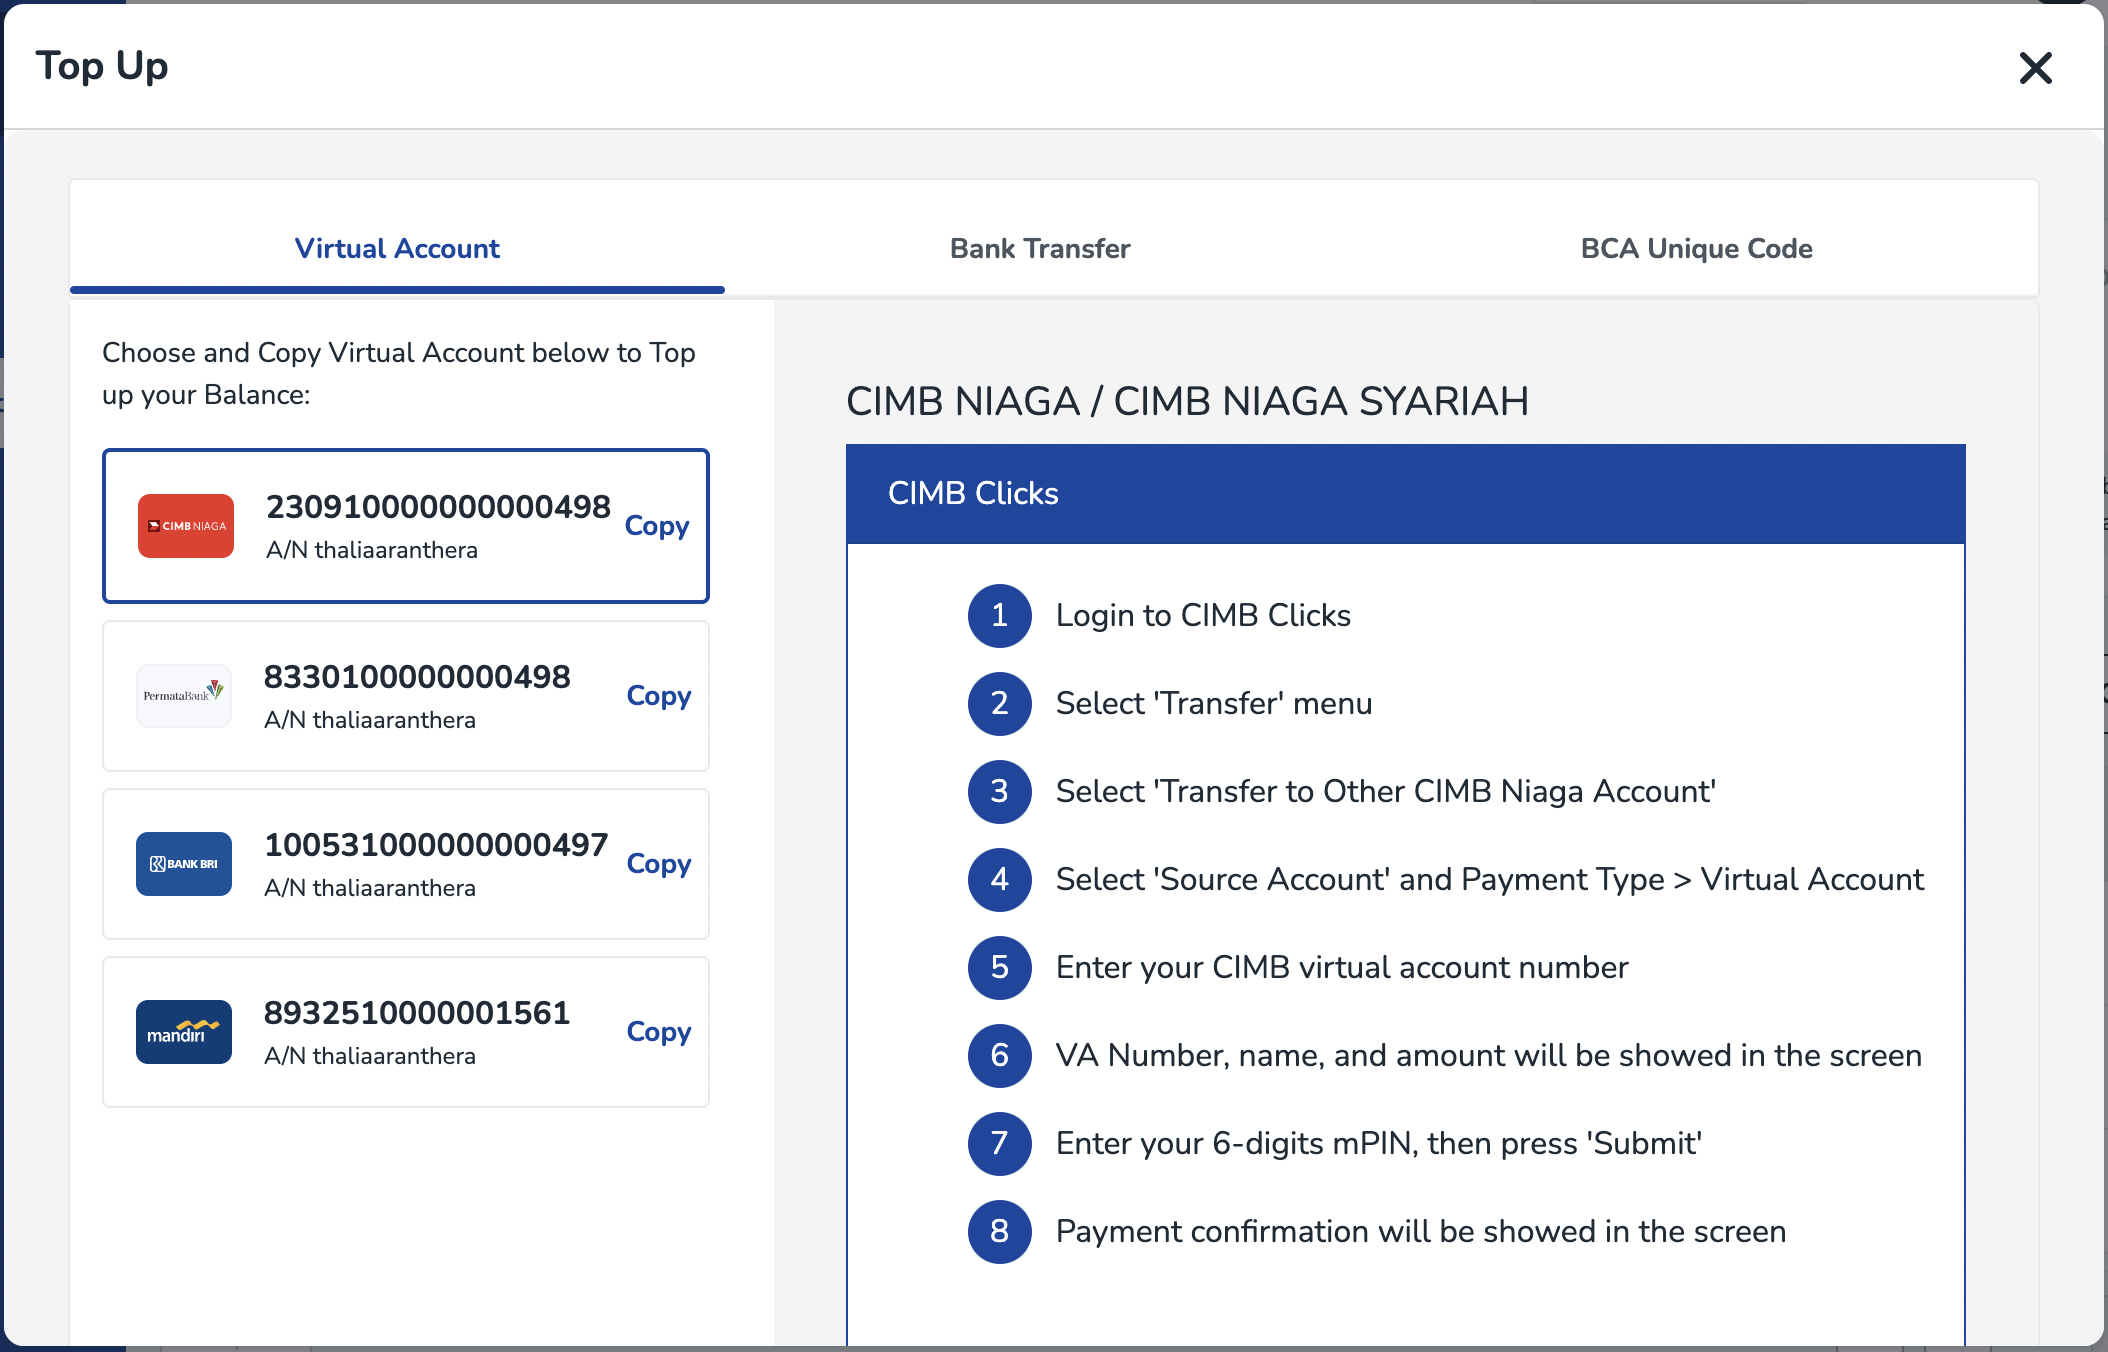 Top Up
Virtual Account
Bank Transfer
BCA Unique Code
Choose and Copy Virtual Account below to Top
up your Balance:
CIMB NIAGA
230910000000000498
A/N thaliaaranthera
Copy
PermataBank
8330100000000498
A/N thaliaaranthera
Copy
BANK BRI
100531000000000497
A/N thaliaaranthera
Copy
mandiri
8932510000001561
A/N thaliaaranthera
Copy
CIMB NIAGA / CIMB NIAGA SYARIAH
CIMB Clicks
1 Login to CIMB Clicks
2 Select 'Transfer' menu
3 Select 'Transfer to Other CIMB Niaga Account'
4 Select 'Source Account' and Payment Type > Virtual Account
5 Enter your CIMB virtual account number
6 VA Number, name, and amount will be showed in the screen
7 Enter your 6-digits mPIN, then press 'Submit'
8 Payment confirmation will be showed in the screen